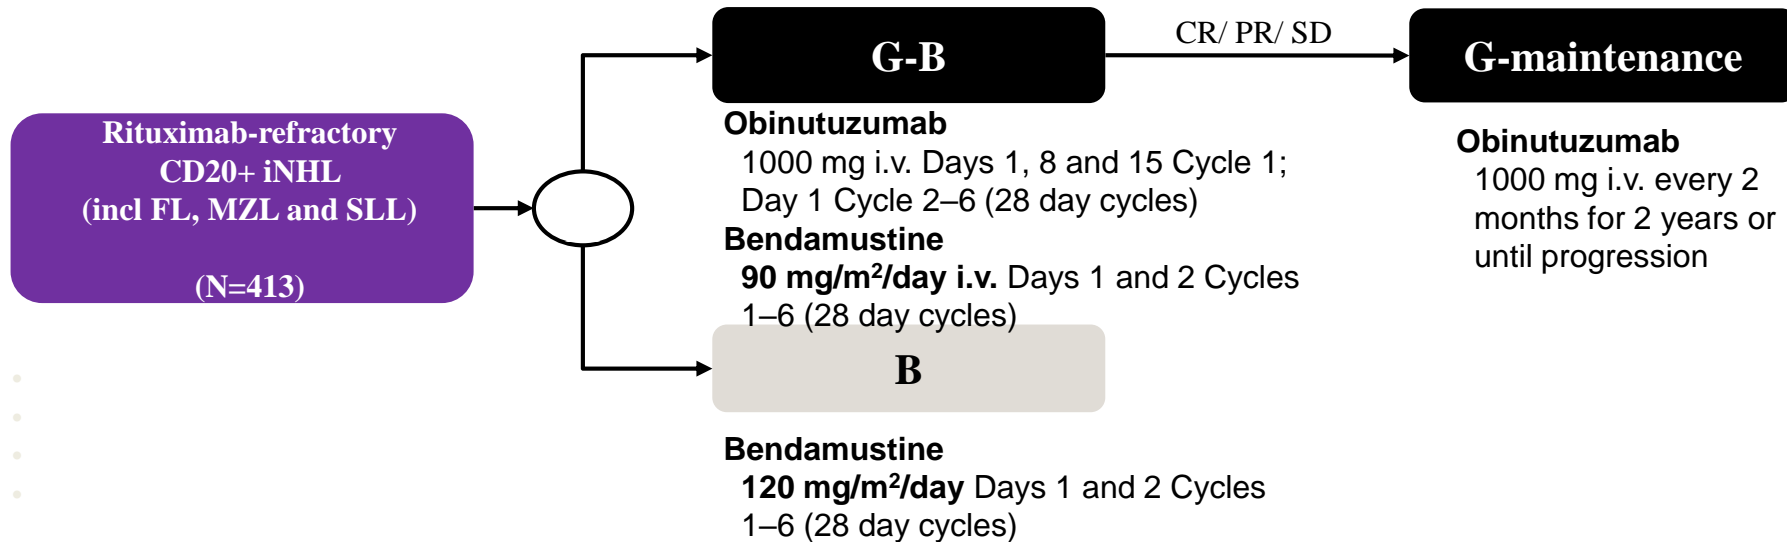 Rituximab-refractory
CD20+ iNHL
(incl FL, MZL and SLL)
(N=413)
G-B
CR/ PR/ SD
G-maintenance
Obinutuzumab
1000 mg i.v. Days 1, 8 and 15 Cycle 1;
Day 1 Cycle 2–6 (28 day cycles)
Bendamustine
90 mg/m²/day i.v. Days 1 and 2 Cycles
1–6 (28 day cycles)
Obinutuzumab
1000 mg i.v. every 2
months for 2 years or
until progression
B
Bendamustine
120 mg/m²/day Days 1 and 2 Cycles
1–6 (28 day cycles)